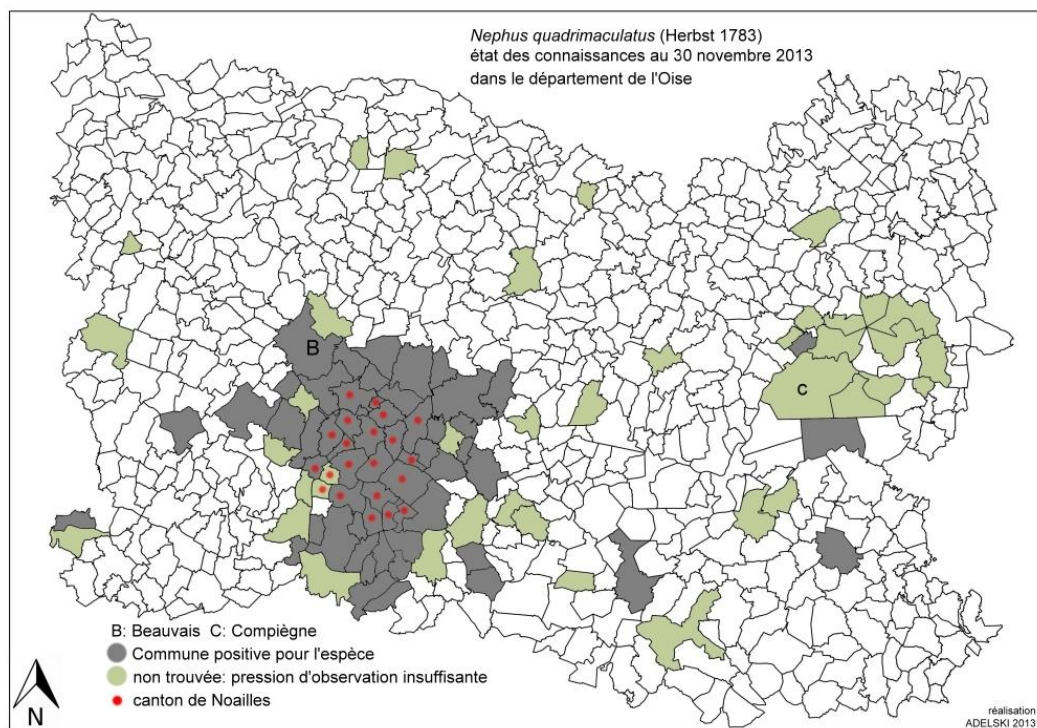 Nephus quadrimaculatus (Herbst 1783)
état des connaissances au 30 novembre 2013
dans le département de l'Oise
B
C
B: Beauvais C: Compiègne
Commune positive pour l'espèce
non trouvée: pression d'observation insuffisante
canton de Noailles
N
réalisation
ADELSKI 2013